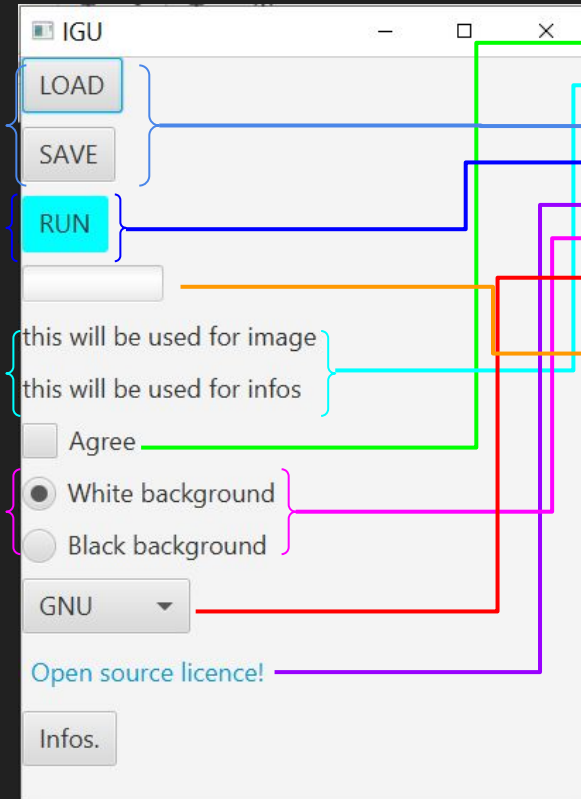 IGU
LOAD
SAVE
RUN
this will be used for image
this will be used for infos
Agree
White background
Black background
GNU
Open source licence!
Infos.